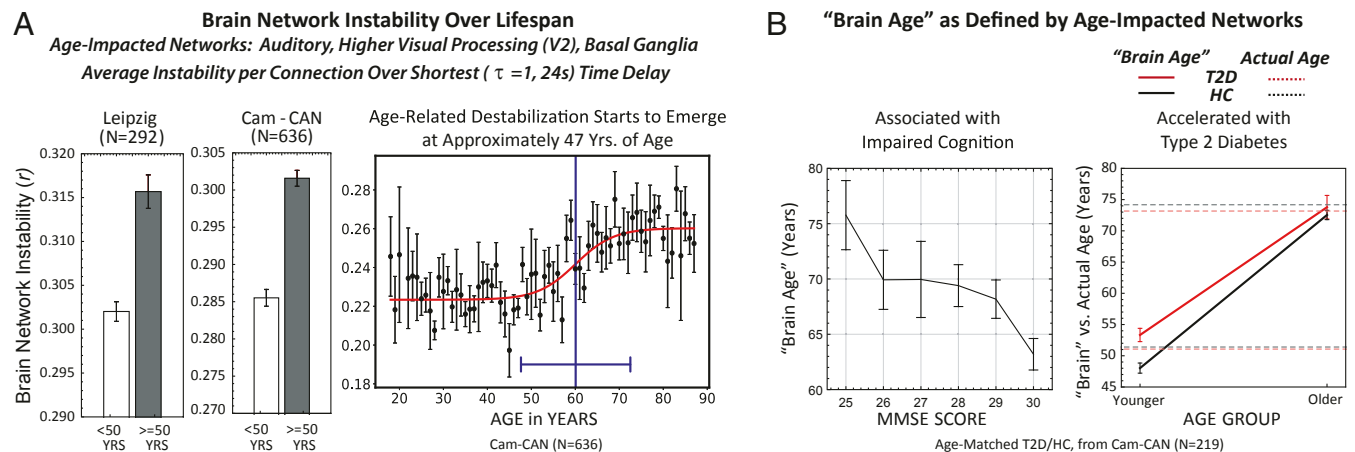 A
Brain Network Instability Over Lifespan
Age-Impacted Networks: Auditory, Higher Visual Processing (V2), Basal Ganglia
Average Instability per Connection Over Shortest ( τ =1, 24s) Time Delay
Leipzig
(N=292)
Cam - CAN
(N=636)
Age-Related Destabilization Starts to Emerge
at Approximately 47 Yrs. of Age
Brain Network Instability (r)
0.320
0.315
0.310
0.305
0.300
0.295
0.290
<50
YRS
>=50
YRS
0.305
0.300
0.295
0.290
0.285
0.280
0.275
0.270
<50
YRS
>=50
YRS
0.28
0.26
0.24
0.22
0.20
0.18
20 30 40 50 60 70 80 90
AGE in YEARS
Cam-CAN (N=636)
B
“Brain Age” as Defined by Age-Impacted Networks
“Brain Age” Actual Age
T2D
HC
Associated with
Impaired Cognition
“Brain Age” (Years)
80
75
70
65
60
25 26 27 28 29 30
MMSE SCORE
Accelerated with
Type 2 Diabetes
“Brain” vs. Actual Age (Years)
80
75
70
65
60
55
50
45
Younger Older
AGE GROUP
Age-Matched T2D/HC, from Cam-CAN (N=219)